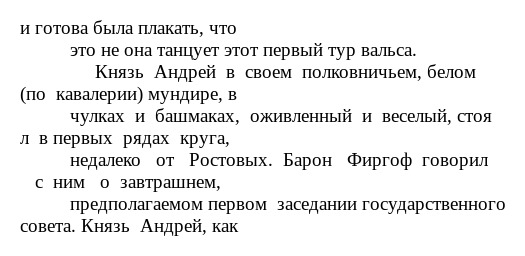 и готова была плакать, что
это не она танцует этот первый тур вальса.
Князь Андрей в своем полковничьем, белом
(по кавалерии) мундире, в
чулках и башмаках, оживленный и веселый, стоя
л в первых рядах круга,
недалеко от Ростовых. Барон Фиргоф говорил
с ним о завтрашнем,
предполагаемом первом заседании государственного
совета. Князь Андрей, как